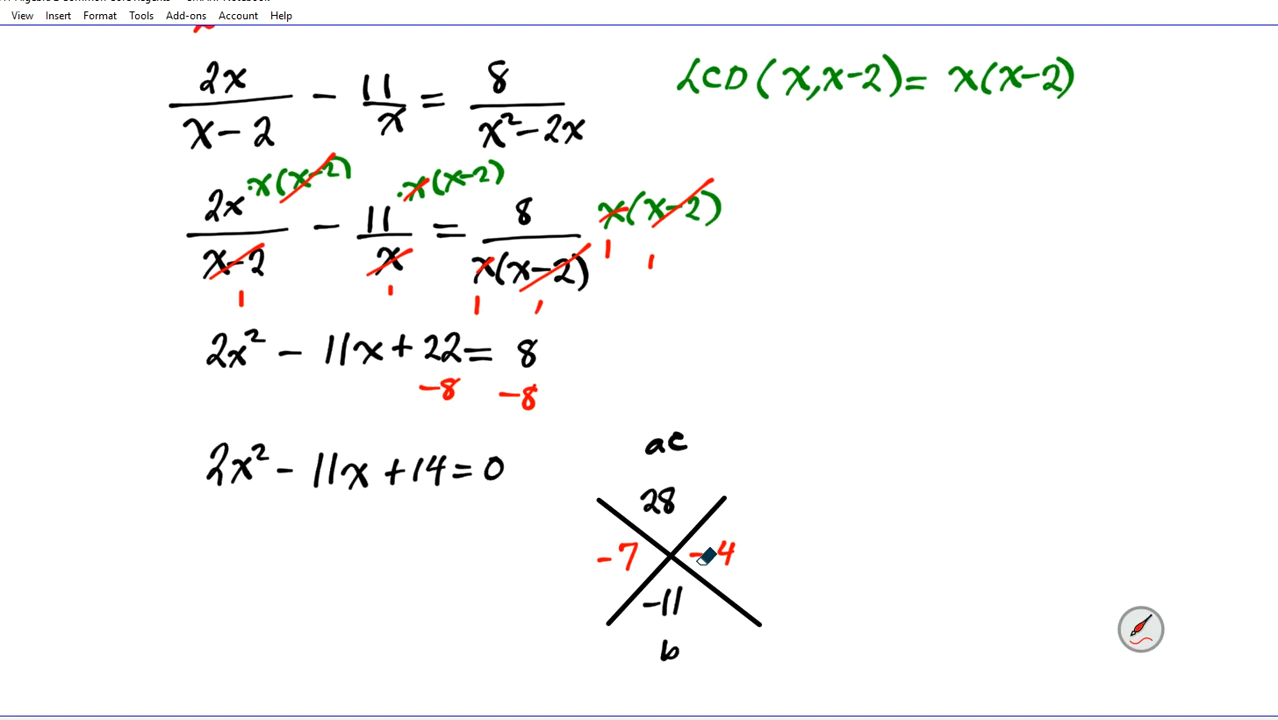 View Insert Format Tools Add-ons Account Help
2x/(x-2) - 11/x = 8/(x²-2x)
LCD(x,x-2)= x(x-2)
2x·x(x-2)/(x-2) - 11·x(x-2)/x = 8/(x(x-2)) x(x-2)
1 1 1 1 1 1
2x² - 11x + 22 = 8
-8 -8
2x² - 11x + 14 = 0
ac
28
-7 -4
-11
b